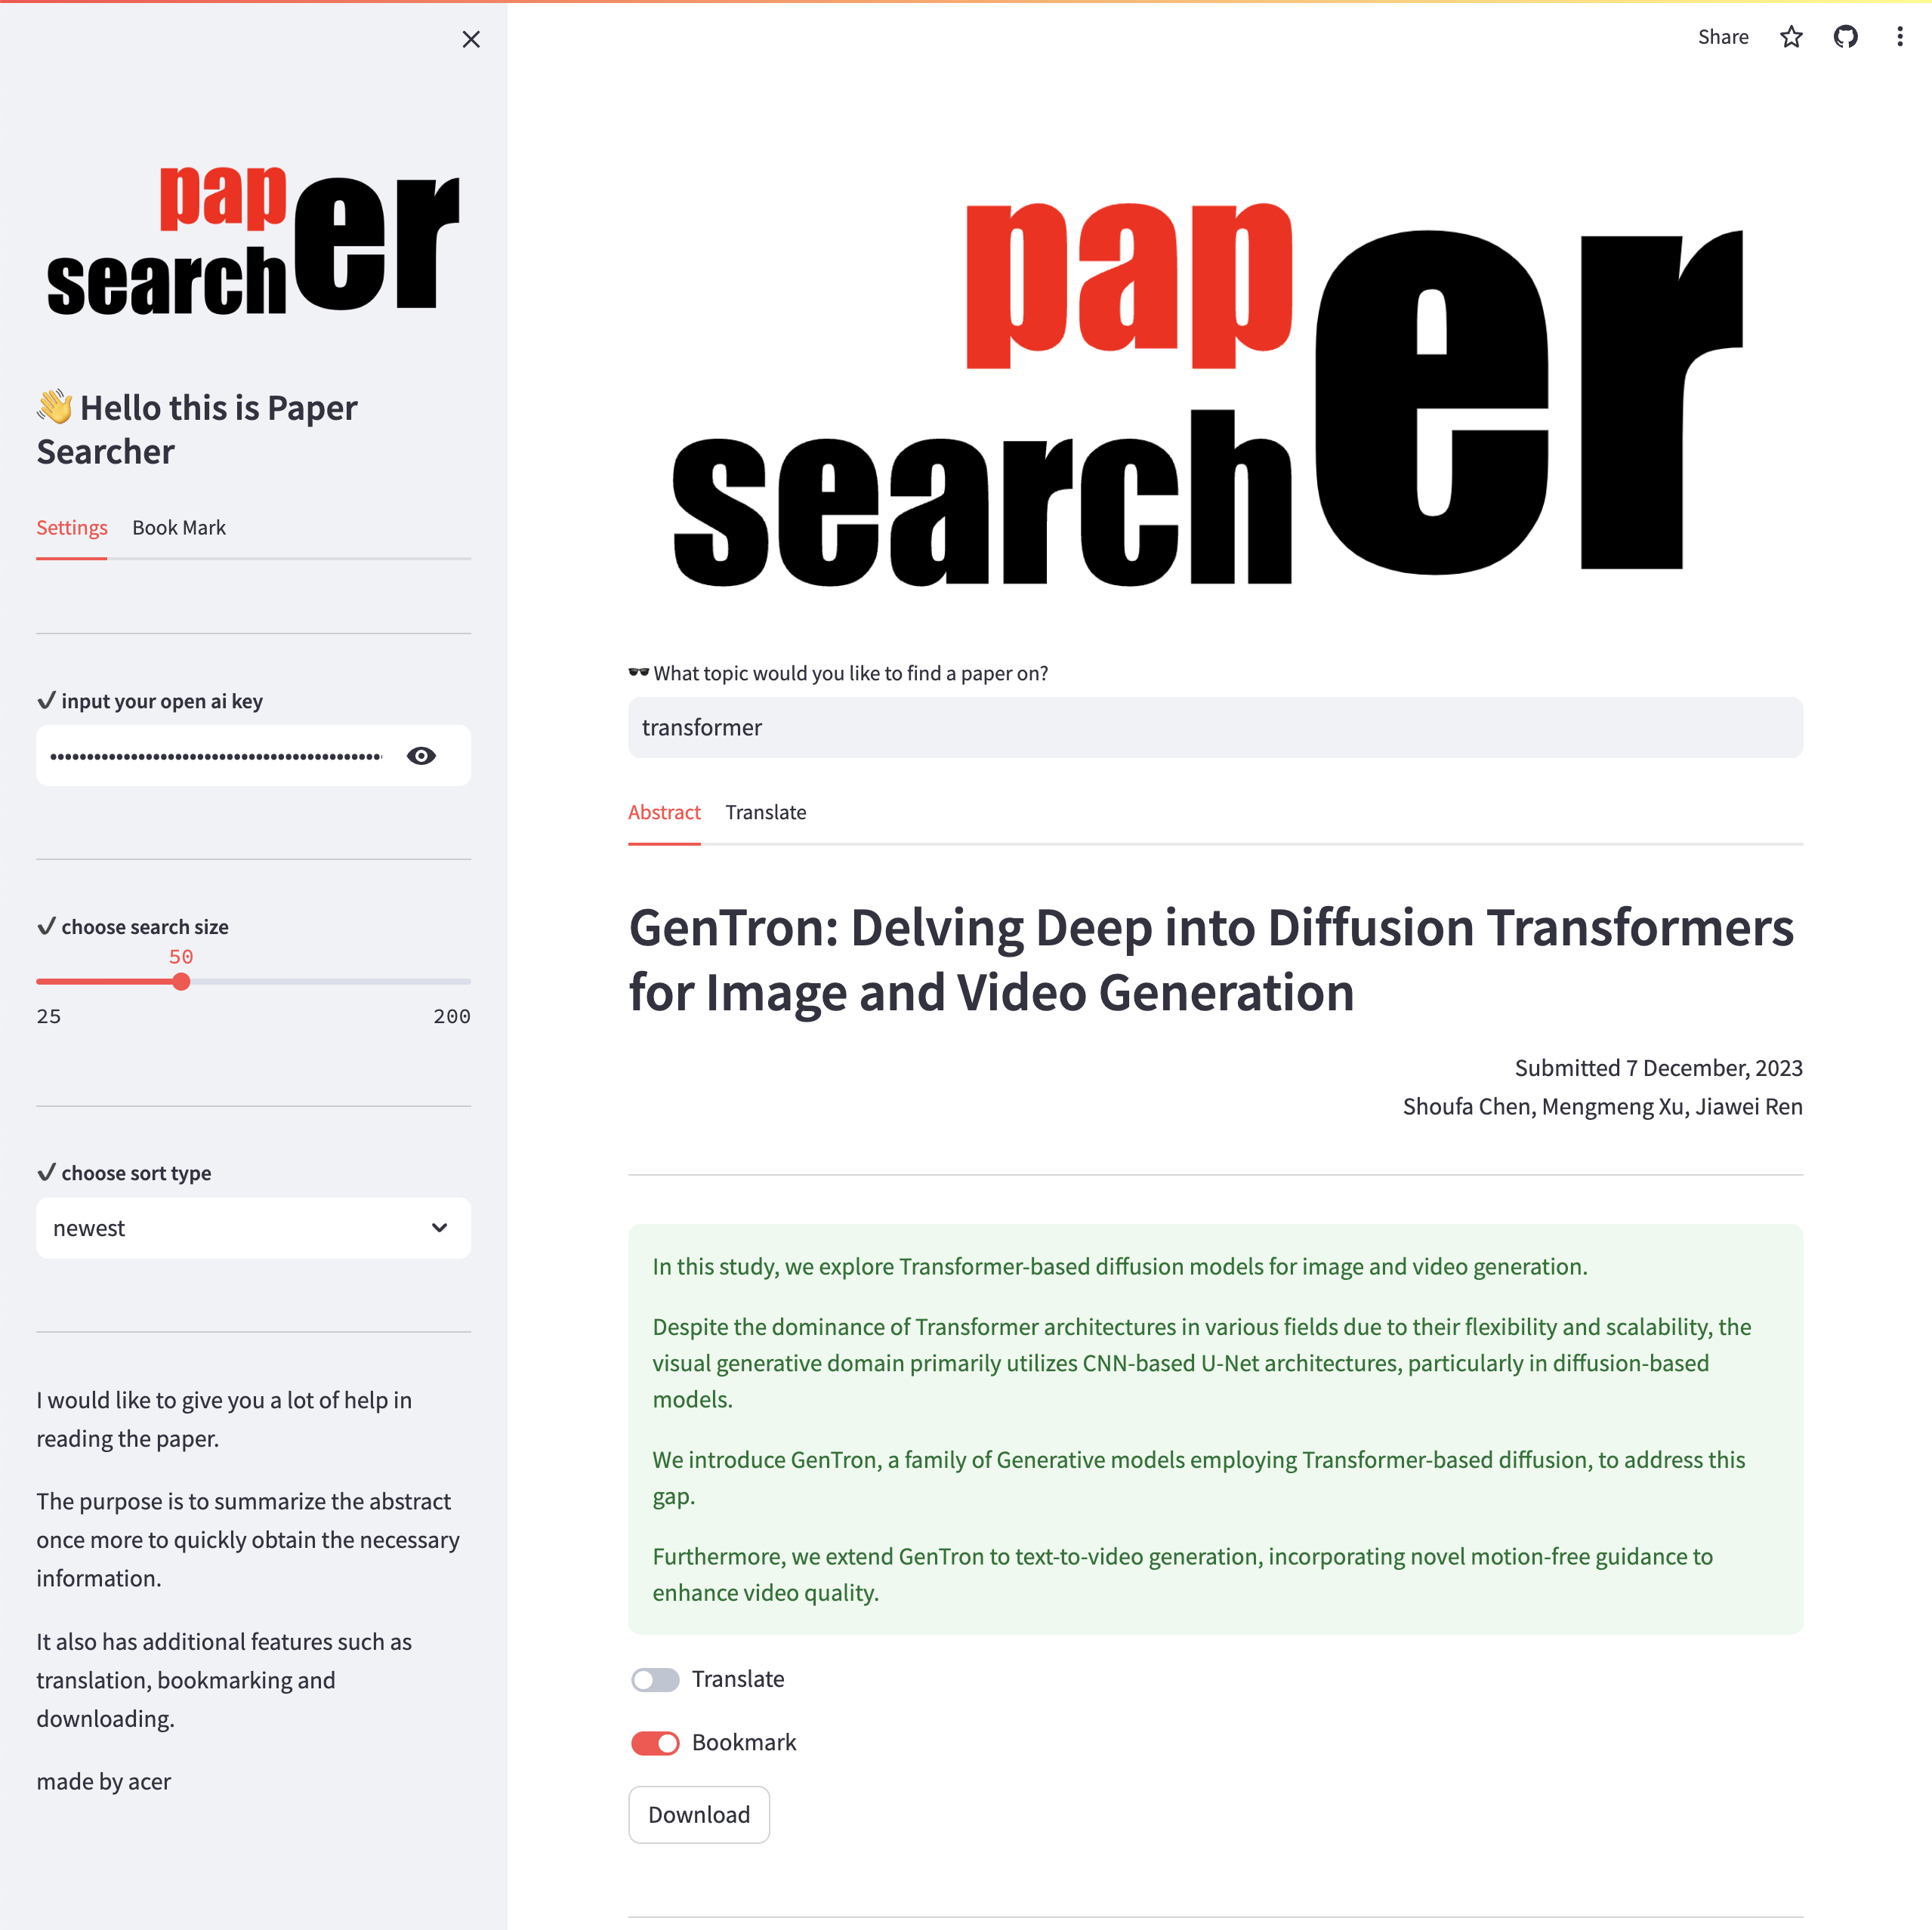 Share
pap
searcher
👋 Hello this is Paper
Searcher
Settings
Book Mark
✔ input your open ai key
✔ choose search size
50
25
200
✔ choose sort type
newest
I would like to give you a lot of help in
reading the paper.
The purpose is to summarize the abstract
once more to quickly obtain the necessary
information.
It also has additional features such as
translation, bookmarking and
downloading.
made by acer
pap
searcher
🕶 What topic would you like to find a paper on?
transformer
Abstract
Translate
GenTron: Delving Deep into Diffusion Transformers
for Image and Video Generation
Submitted 7 December, 2023
Shoufa Chen, Mengmeng Xu, Jiawei Ren
In this study, we explore Transformer-based diffusion models for image and video generation.
Despite the dominance of Transformer architectures in various fields due to their flexibility and scalability, the
visual generative domain primarily utilizes CNN-based U-Net architectures, particularly in diffusion-based
models.
We introduce GenTron, a family of Generative models employing Transformer-based diffusion, to address this
gap.
Furthermore, we extend GenTron to text-to-video generation, incorporating novel motion-free guidance to
enhance video quality.
Translate
Bookmark
Download